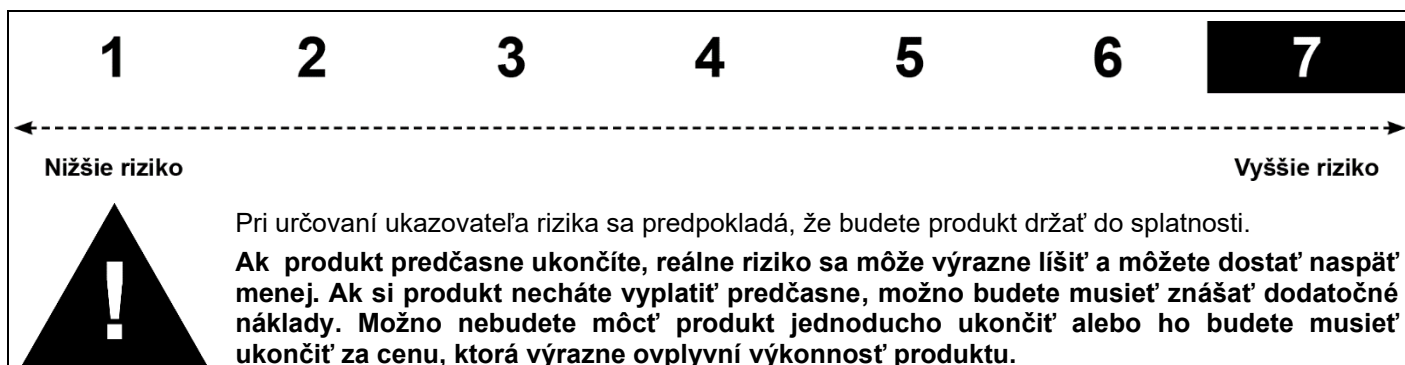 1 2 3 4 5 6 7
Nižšie riziko Vyššie riziko
Pri určovaní ukazovateľa rizika sa predpokladá, že budete produkt držať do splatnosti.
!
Ak produkt predčasne ukončíte, reálne riziko sa môže výrazne líšiť a môžete dostať naspäť
menej. Ak si produkt necháte vyplatiť predčasne, možno budete musieť znášať dodatočné
náklady. Možno nebudete môcť produkt jednoducho ukončiť alebo ho budete musieť
ukončiť za cenu, ktorá výrazne ovplyvní výkonnosť produktu.